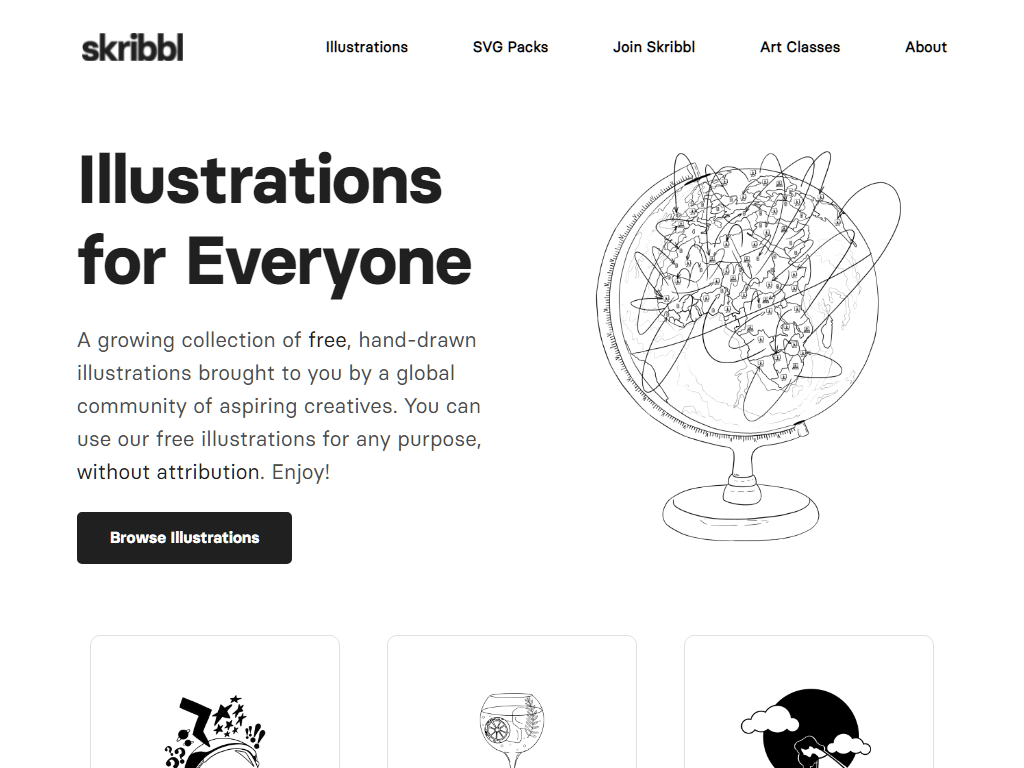 skribbl
Illustrations
SVG Packs
Join Skribbl
Art Classes
About
Illustrations
for Everyone
A growing collection of free, hand-drawn
illustrations brought to you by a global
community of aspiring creatives. You can
use our free illustrations for any purpose,
without attribution. Enjoy!
Browse Illustrations